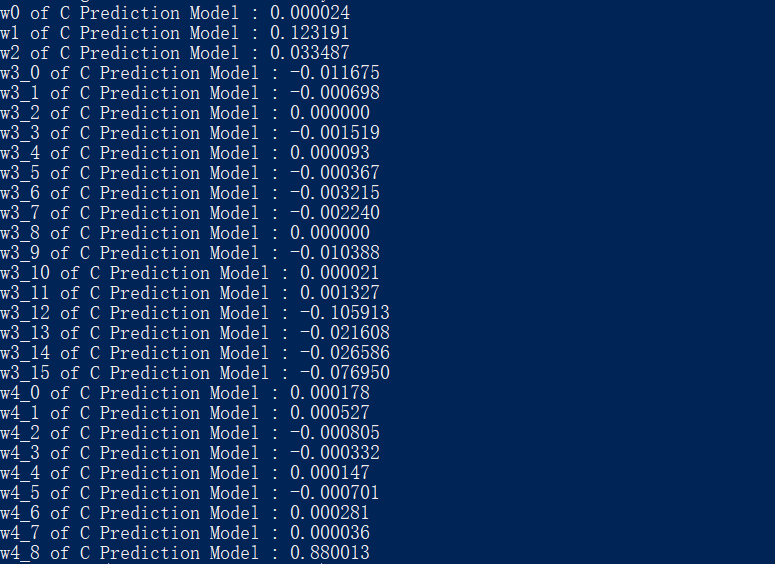 w0 of C Prediction Model : 0.000024
w1 of C Prediction Model : 0.123191
w2 of C Prediction Model : 0.033487
w3_0 of C Prediction Model : -0.011675
w3_1 of C Prediction Model : -0.000698
w3_2 of C Prediction Model : 0.000000
w3_3 of C Prediction Model : -0.001519
w3_4 of C Prediction Model : 0.000093
w3_5 of C Prediction Model : -0.000367
w3_6 of C Prediction Model : -0.003215
w3_7 of C Prediction Model : -0.002240
w3_8 of C Prediction Model : 0.000000
w3_9 of C Prediction Model : -0.010388
w3_10 of C Prediction Model : 0.000021
w3_11 of C Prediction Model : 0.001327
w3_12 of C Prediction Model : -0.105913
w3_13 of C Prediction Model : -0.021608
w3_14 of C Prediction Model : -0.026586
w3_15 of C Prediction Model : -0.076950
w4_0 of C Prediction Model : 0.000178
w4_1 of C Prediction Model : 0.000527
w4_2 of C Prediction Model : -0.000805
w4_3 of C Prediction Model : -0.000332
w4_4 of C Prediction Model : 0.000147
w4_5 of C Prediction Model : -0.000701
w4_6 of C Prediction Model : 0.000281
w4_7 of C Prediction Model : 0.000036
w4_8 of C Prediction Model : 0.880013